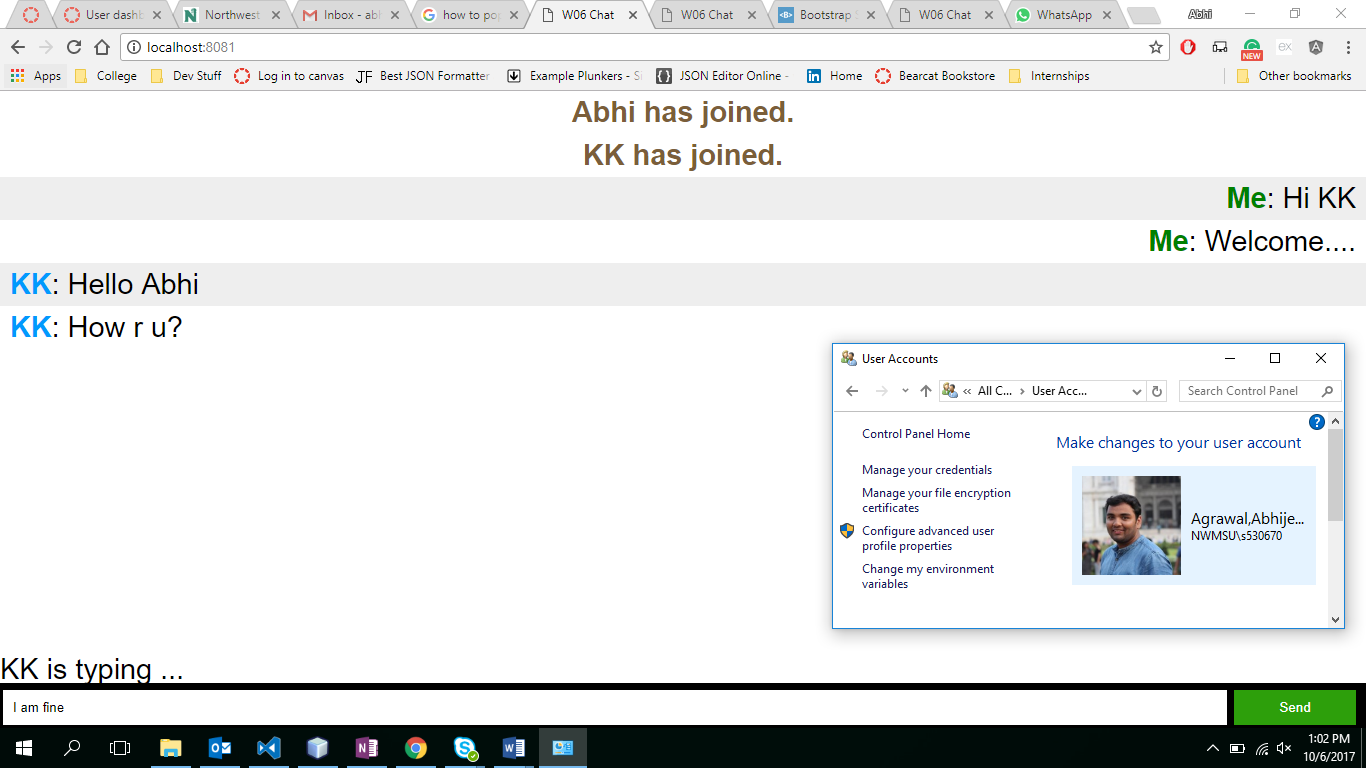 User dashb
Northwest
Inbox - abh
how to pop
W06 Chat
W06 Chat
Bootstrap
W06 Chat
WhatsApp
Abhi
localhost:8081
ex
NEW
Apps
College
Dev Stuff
Log in to canvas
JF
Best JSON Formatter
Example Plunkers - Si
JSON Editor Online -
in
Home
Bearcat Bookstore
Internships
Other bookmarks
Abhi has joined.
KK has joined.
Me: Hi KK
Me: Welcome....
KK: Hello Abhi
KK: How r u?
User Accounts
« All C... › User Acc...
Search Control Panel
?
Control Panel Home
Make changes to your user account
Manage your credentials
Manage your file encryption
certificates
Configure advanced user
profile properties
Change my environment
variables
Agrawal,Abhije...
NWMSU\s530670
KK is typing ...
I am fine
Send
1:02 PM
10/6/2017